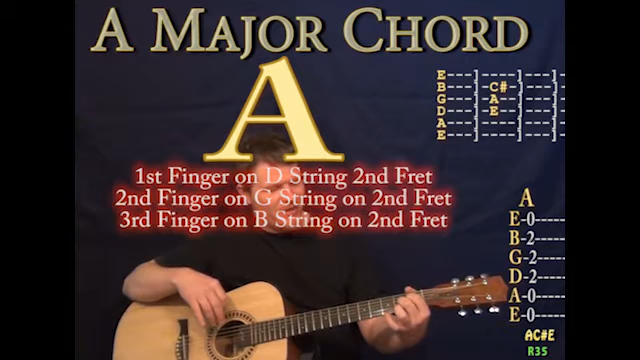 A MAJOR CHORD
A
1st Finger on D String 2nd Fret
2nd Finger on G String on 2nd Fret
3rd Finger on B String on 2nd Fret
E---]----]----]--
B---]-C#-]----]--
G---]-A--]----]--
D---]-E--]----]--
A---]----]----]--
E---]----]----]--
A
E-0-----
B-2-----
G-2-----
D-2-----
A-0-----
E-0-----
AC#E
R35